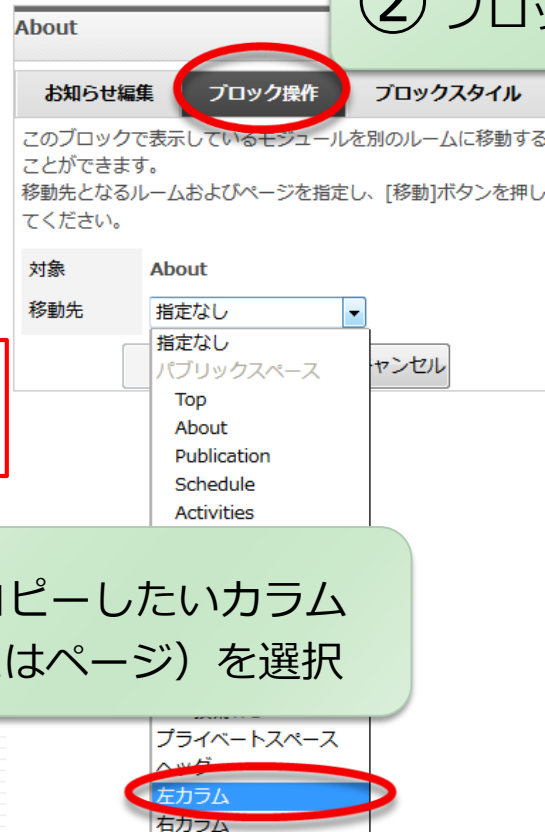 About
② ブロッ
お知らせ編集 ブロック操作 ブロックスタイル
このブロックで表示しているモジュールを別のルームに移動する
ことができます。
移動先となるルームおよびページを指定し、[移動]ボタンを押し
てください。
対象 About
移動先 指定なし
指定なし
パブリックスペース
キャンセル
Top
About
Publication
Schedule
Activities
コピーしたいカラム
はページ）を選択
プライベートスペース
ヘッダ
左カラム
右カラム